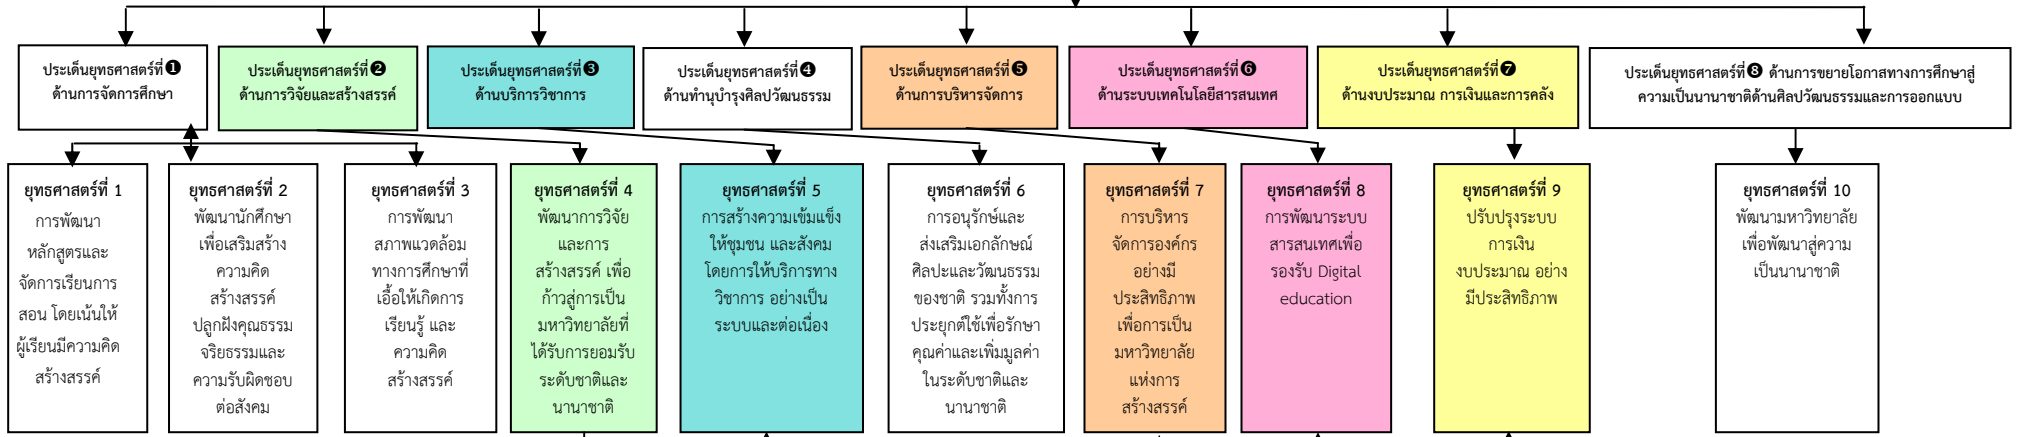 ประเด็นยุทธศาสตร์ที่❶
ด้านการจัดการศึกษา
ประเด็นยุทธศาสตร์ที่❷
ด้านการวิจัยและสร้างสรรค์
ประเด็นยุทธศาสตร์ที่❸
ด้านบริการวิชาการ
ประเด็นยุทธศาสตร์ที่❹
ด้านทำนุบำรุงศิลปวัฒนธรรม
ประเด็นยุทธศาสตร์ที่❺
ด้านการบริหารจัดการ
ประเด็นยุทธศาสตร์ที่❻
ด้านระบบเทคโนโลยีสารสนเทศ
ประเด็นยุทธศาสตร์ที่❼
ด้านงบประมาณ การเงินและการคลัง
ประเด็นยุทธศาสตร์ที่❽ ด้านการขยายโอกาสทางการศึกษาสู่
ความเป็นนานาชาติด้านศิลปวัฒนธรรมและการออกแบบ
ยุทธศาสตร์ที่ 1
การพัฒนา
หลักสูตรและ
จัดการเรียนการ
สอน โดยเน้นให้
ผู้เรียนมีความคิด
สร้างสรรค์
ยุทธศาสตร์ที่ 2
พัฒนานักศึกษา
เพื่อเสริมสร้าง
ความคิด
สร้างสรรค์
ปลูกฝังคุณธรรม
จริยธรรมและ
ความรับผิดชอบ
ต่อสังคม
ยุทธศาสตร์ที่ 3
การพัฒนา
สภาพแวดล้อม
ทางการศึกษาที่
เอื้อให้เกิดการ
เรียนรู้ และ
ความคิด
สร้างสรรค์
ยุทธศาสตร์ที่ 4
พัฒนาการวิจัย
และการ
สร้างสรรค์ เพื่อ
ก้าวสู่การเป็น
มหาวิทยาลัยที่
ได้รับการยอมรับ
ระดับชาติและ
นานาชาติ
ยุทธศาสตร์ที่ 5
การสร้างความเข้มแข็ง
ให้ชุมชน และสังคม
โดยการให้บริการทาง
วิชาการ อย่างเป็น
ระบบและต่อเนื่อง
ยุทธศาสตร์ที่ 6
การอนุรักษ์และ
ส่งเสริมเอกลักษณ์
ศิลปะและวัฒนธรรม
ของชาติ รวมทั้งการ
ประยุกต์ใช้เพื่อรักษา
คุณค่าและเพิ่มมูลค่า
ในระดับชาติและ
นานาชาติ
ยุทธศาสตร์ที่ 7
การบริหาร
จัดการองค์กร
อย่างมี
ประสิทธิภาพ
เพื่อการเป็น
มหาวิทยาลัย
แห่งการ
สร้างสรรค์
ยุทธศาสตร์ที่ 8
การพัฒนาระบบ
สารสนเทศเพื่อ
รองรับ Digital
education
ยุทธศาสตร์ที่ 9
ปรับปรุงระบบ
การเงิน
งบประมาณ อย่าง
มีประสิทธิภาพ
ยุทธศาสตร์ที่ 10
พัฒนามหาวิทยาลัย
เพื่อพัฒนาสู่ความ
เป็นนานาชาติ